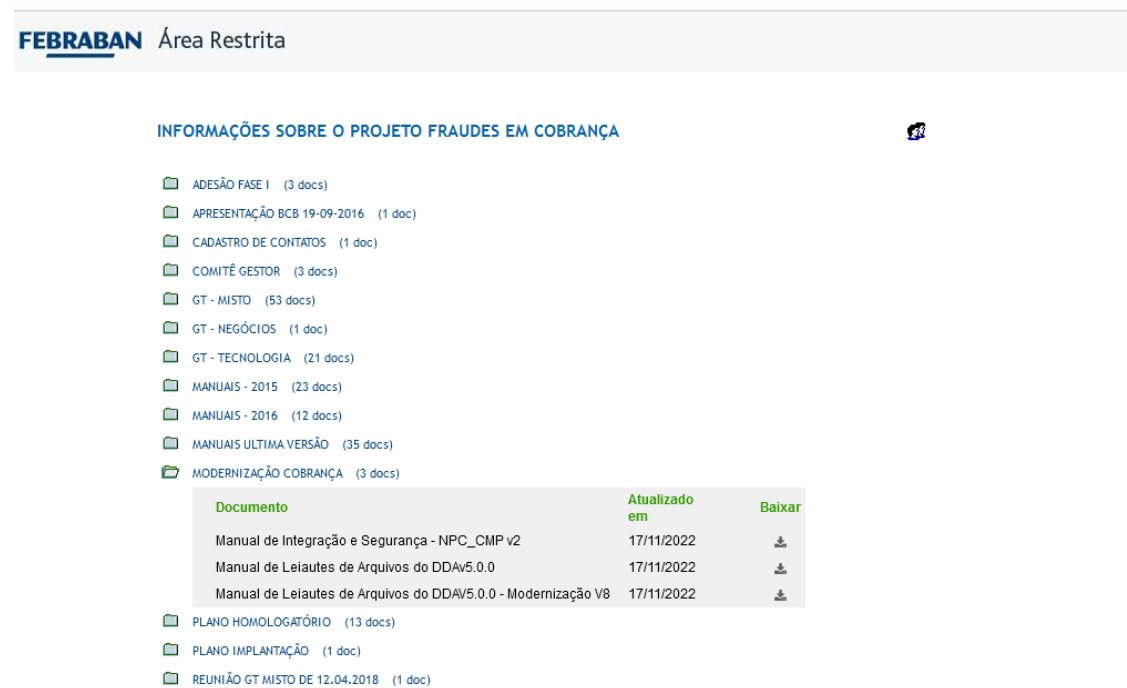 FEBRABAN Área Restrita
INFORMAÇÕES SOBRE O PROJETO FRAUDES EM COBRANÇA
ADESÃO FASE I (3 docs)
APRESENTAÇÃO BCB 19-09-2016 (1 doc)
CADASTRO DE CONTATOS (1 doc)
COMITÊ GESTOR (3 docs)
GT - MISTO (53 docs)
GT - NEGÓCIOS (1 doc)
GT - TECNOLOGIA (21 docs)
MANUAIS - 2015 (23 docs)
MANUAIS - 2016 (12 docs)
MANUAIS ULTIMA VERSÃO (35 docs)
MODERNIZAÇÃO COBRANÇA (3 docs)
Documento Atualizado em Baixar
Manual de Integração e Segurança - NPC_CMP v2 17/11/2022
Manual de Leiautes de Arquivos do DDAv5.0.0 17/11/2022
Manual de Leiautes de Arquivos do DDAV5.0.0 - Modernização V8 17/11/2022
PLANO HOMOLOGATÓRIO (13 docs)
PLANO IMPLANTAÇÃO (1 doc)
REUNIÃO GT MISTO DE 12.04.2018 (1 doc)